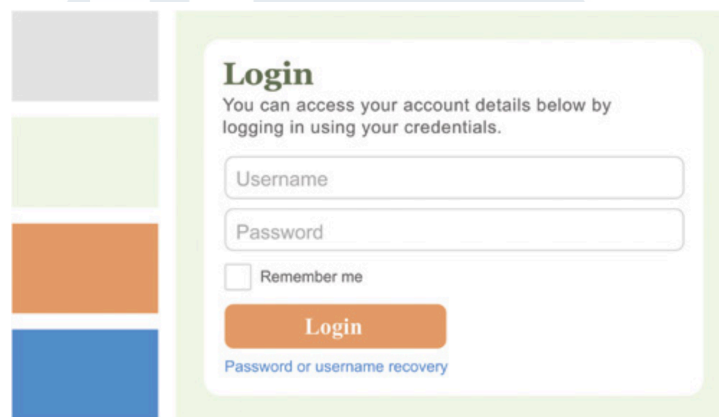 Login
You can access your account details below by
logging in using your credentials.
Username
Password
Remember me
Login
Password or username recovery